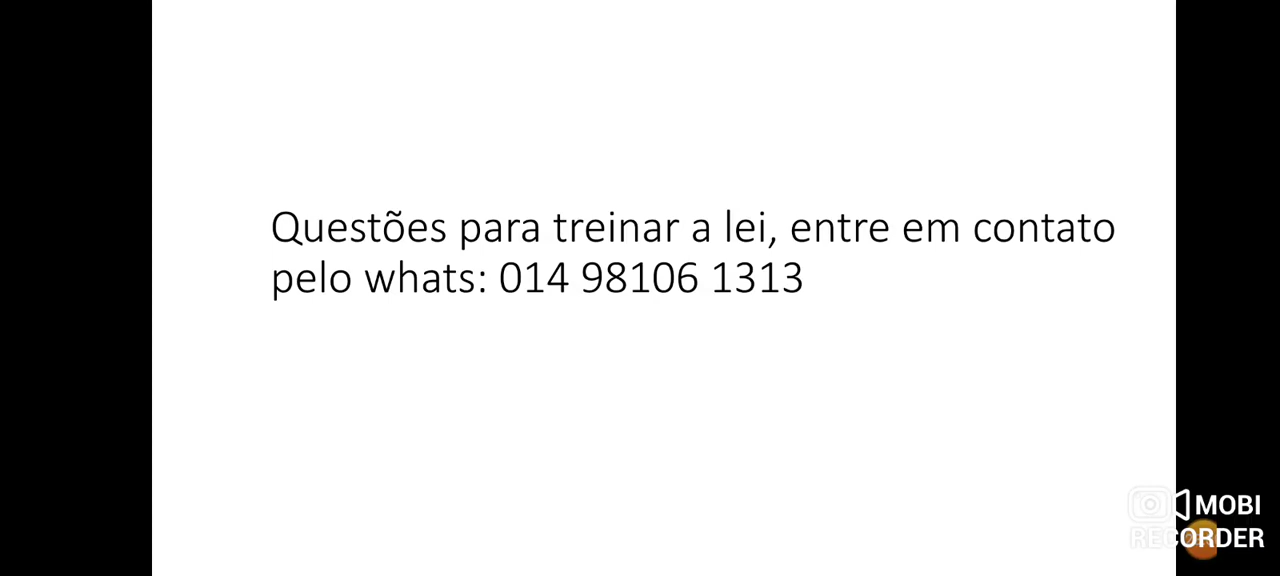 Questões para treinar a lei, entre em contato
pelo whats: 014 98106 1313
MOBI
RECORDER